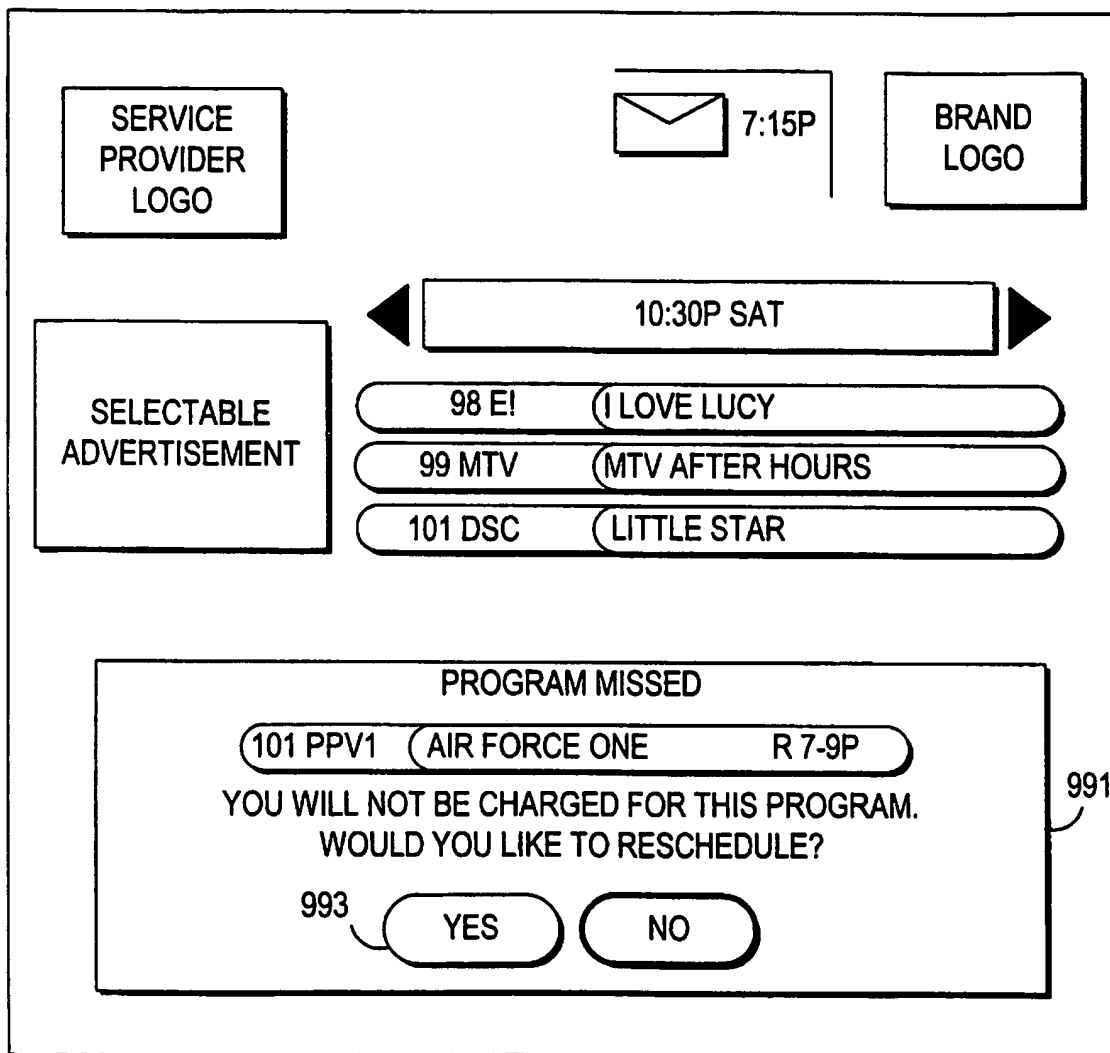 SERVICE
PROVIDER
LOGO
7:15P
BRAND
LOGO
10:30P SAT
SELECTABLE
ADVERTISEMENT
98 E! I LOVE LUCY
99 MTV MTV AFTER HOURS
101 DSC LITTLE STAR
PROGRAM MISSED
101 PPV1 AIR FORCE ONE R 7-9P
YOU WILL NOT BE CHARGED FOR THIS PROGRAM.
WOULD YOU LIKE TO RESCHEDULE?
991
993
YES NO